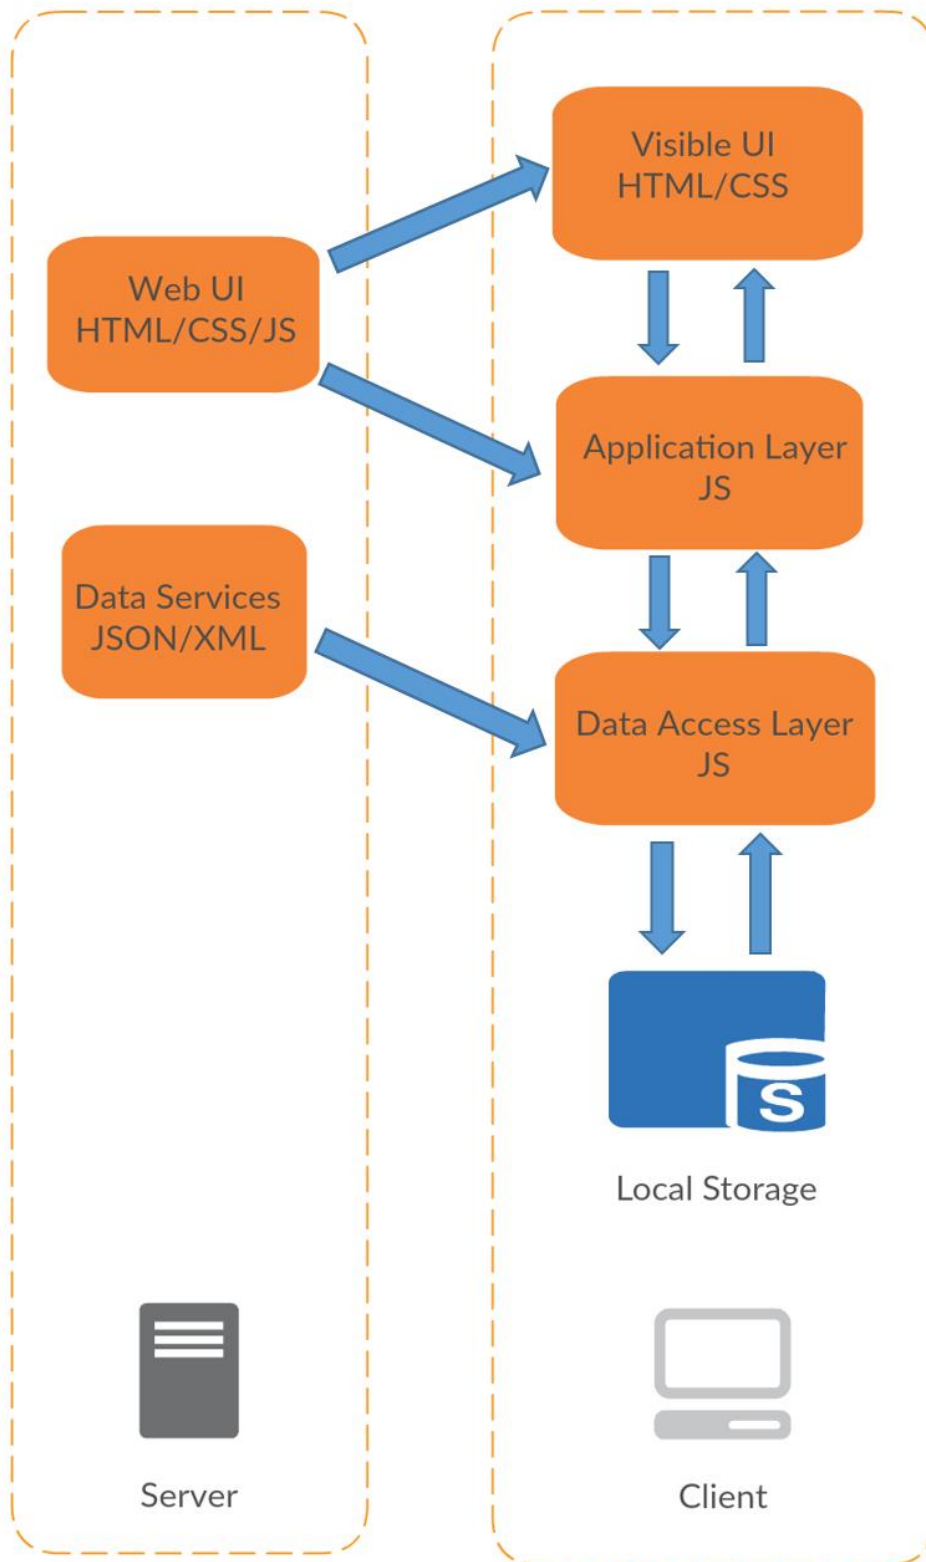 Visible UI
HTML/CSS
Web UI
HTML/CSS/JS
Application Layer
JS
Data Services
JSON/XML
Data Access Layer
JS
S
Local Storage
Server
Client